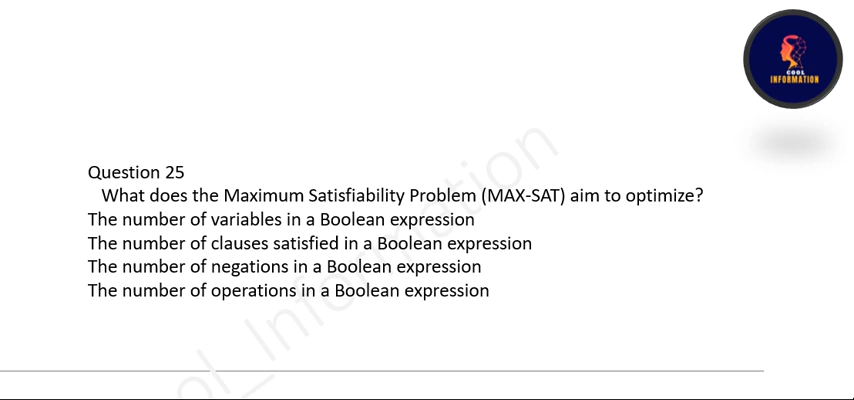 COOL
INFORMATION
Question 25
What does the Maximum Satisfiability Problem (MAX-SAT) aim to optimize?
The number of variables in a Boolean expression
The number of clauses satisfied in a Boolean expression
The number of negations in a Boolean expression
The number of operations in a Boolean expression
ol_Information